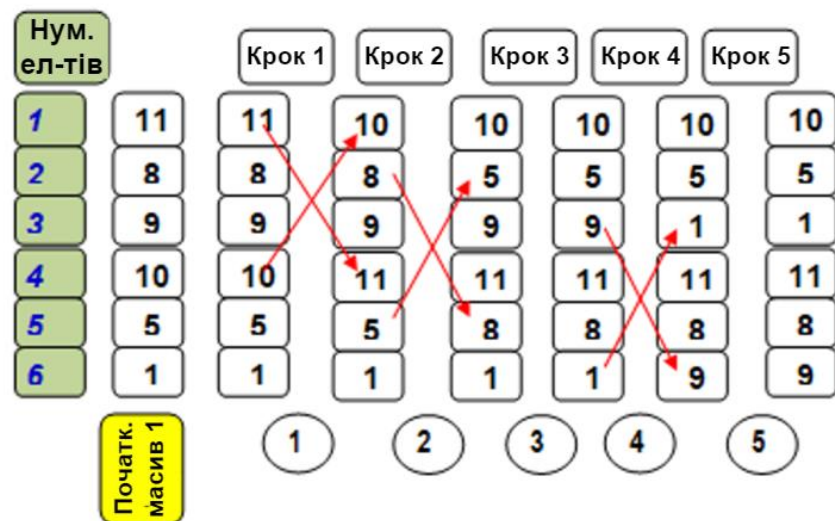 Нум.
ел-тів
Крок 1 Крок 2 Крок 3 Крок 4 Крок 5
1 11 11 10 10 10 10 10
2 8 8 8 5 5 5 5
3 9 9 9 9 9 1 1
4 10 10 11 11 11 11 11
5 5 5 5 8 8 8 8
6 1 1 1 1 1 9 9
Початк.
масив 1
1 2 3 4 5